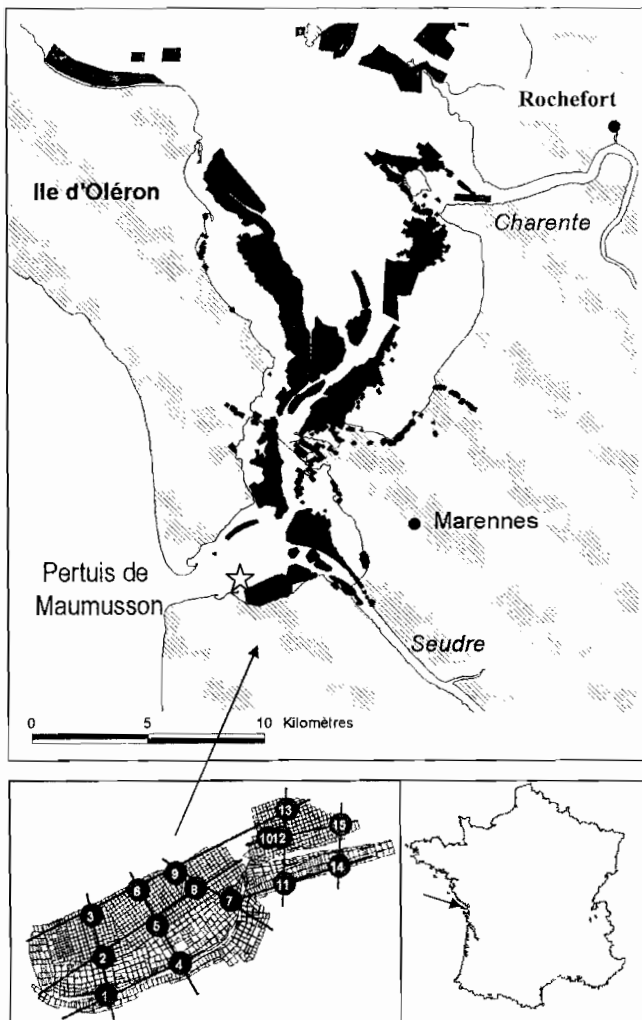 Rochefort
Ile d'Oléron
Charente
Marennes
Pertuis de
Maumusson
Seudre
0 5 10 Kilomètres
13
10 12 15
9
6 8 14
11
3 7
5
2 4
1